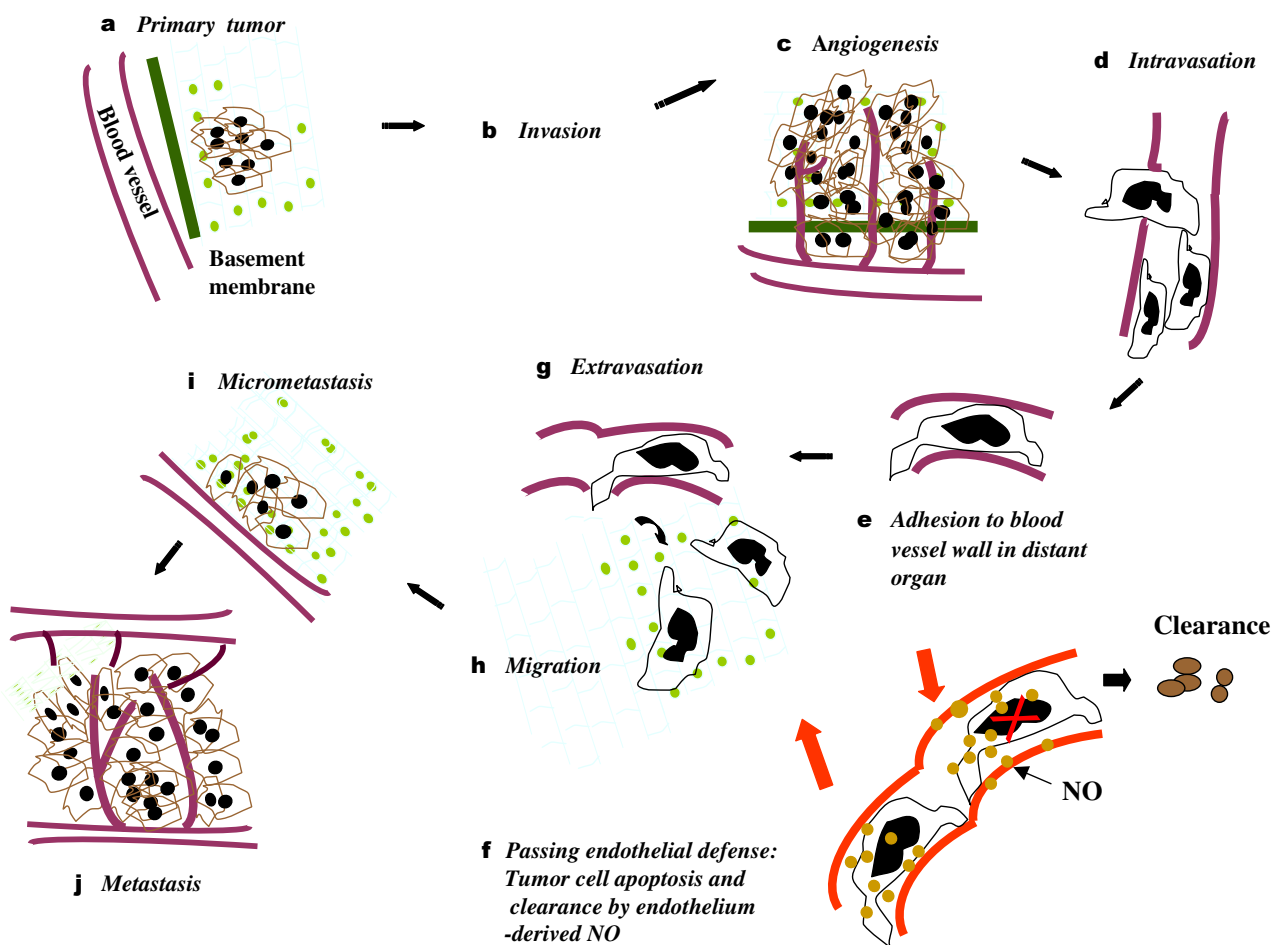 a Primary tumor
Blood vessel
Basement
membrane
b Invasion
c Angiogenesis
d Intravasation
e Adhesion to blood
vessel wall in distant
organ
f Passing endothelial defense:
Tumor cell apoptosis and
clearance by endothelium
-derived NO
NO
Clearance
g Extravasation
h Migration
i Micrometastasis
j Metastasis